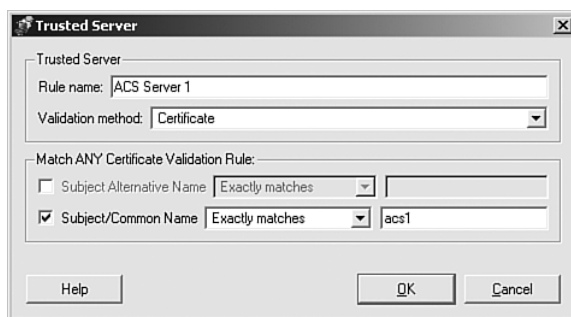 Trusted Server
Trusted Server
Rule name: ACS Server 1
Validation method: Certificate
Match ANY Certificate Validation Rule:
Subject Alternative Name Exactly matches
Subject/Common Name Exactly matches acs1
Help OK Cancel